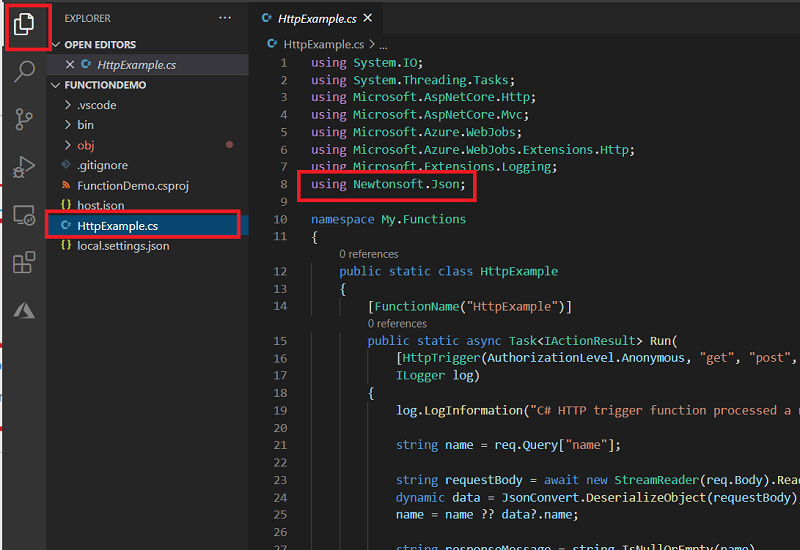 EXPLORER
...
OPEN EDITORS
HttpExample.cs
FUNCTIONDEMO
.vscode
bin
obj
.gitignore
FunctionDemo.csproj
host.json
HttpExample.cs
local.settings.json
HttpExample.cs
HttpExample.cs > ...
1 using System.IO;
2 using System.Threading.Tasks;
3 using Microsoft.AspNetCore.Http;
4 using Microsoft.AspNetCore.Mvc;
5 using Microsoft.Azure.WebJobs;
6 using Microsoft.Azure.WebJobs.Extensions.Http;
7 using Microsoft.Extensions.Logging;
8 using Newtonsoft.Json;
9
10 namespace My.Functions
11 {
0 references
12 public static class HttpExample
13 {
14 [FunctionName("HttpExample")]
0 references
15 public static async Task<IActionResult> Run(
16 [HttpTrigger(AuthorizationLevel.Anonymous, "get", "post",
17 ILogger log)
18 {
19 log.LogInformation("C# HTTP trigger function processed a
20
21 string name = req.Query["name"];
22
23 string requestBody = await new StreamReader(req.Body).Rea
24 dynamic data = JsonConvert.DeserializeObject(requestBody)
25 name = name ?? data?.name;
26
27 string responseMessage = string.IsNullOrEmpty(name)